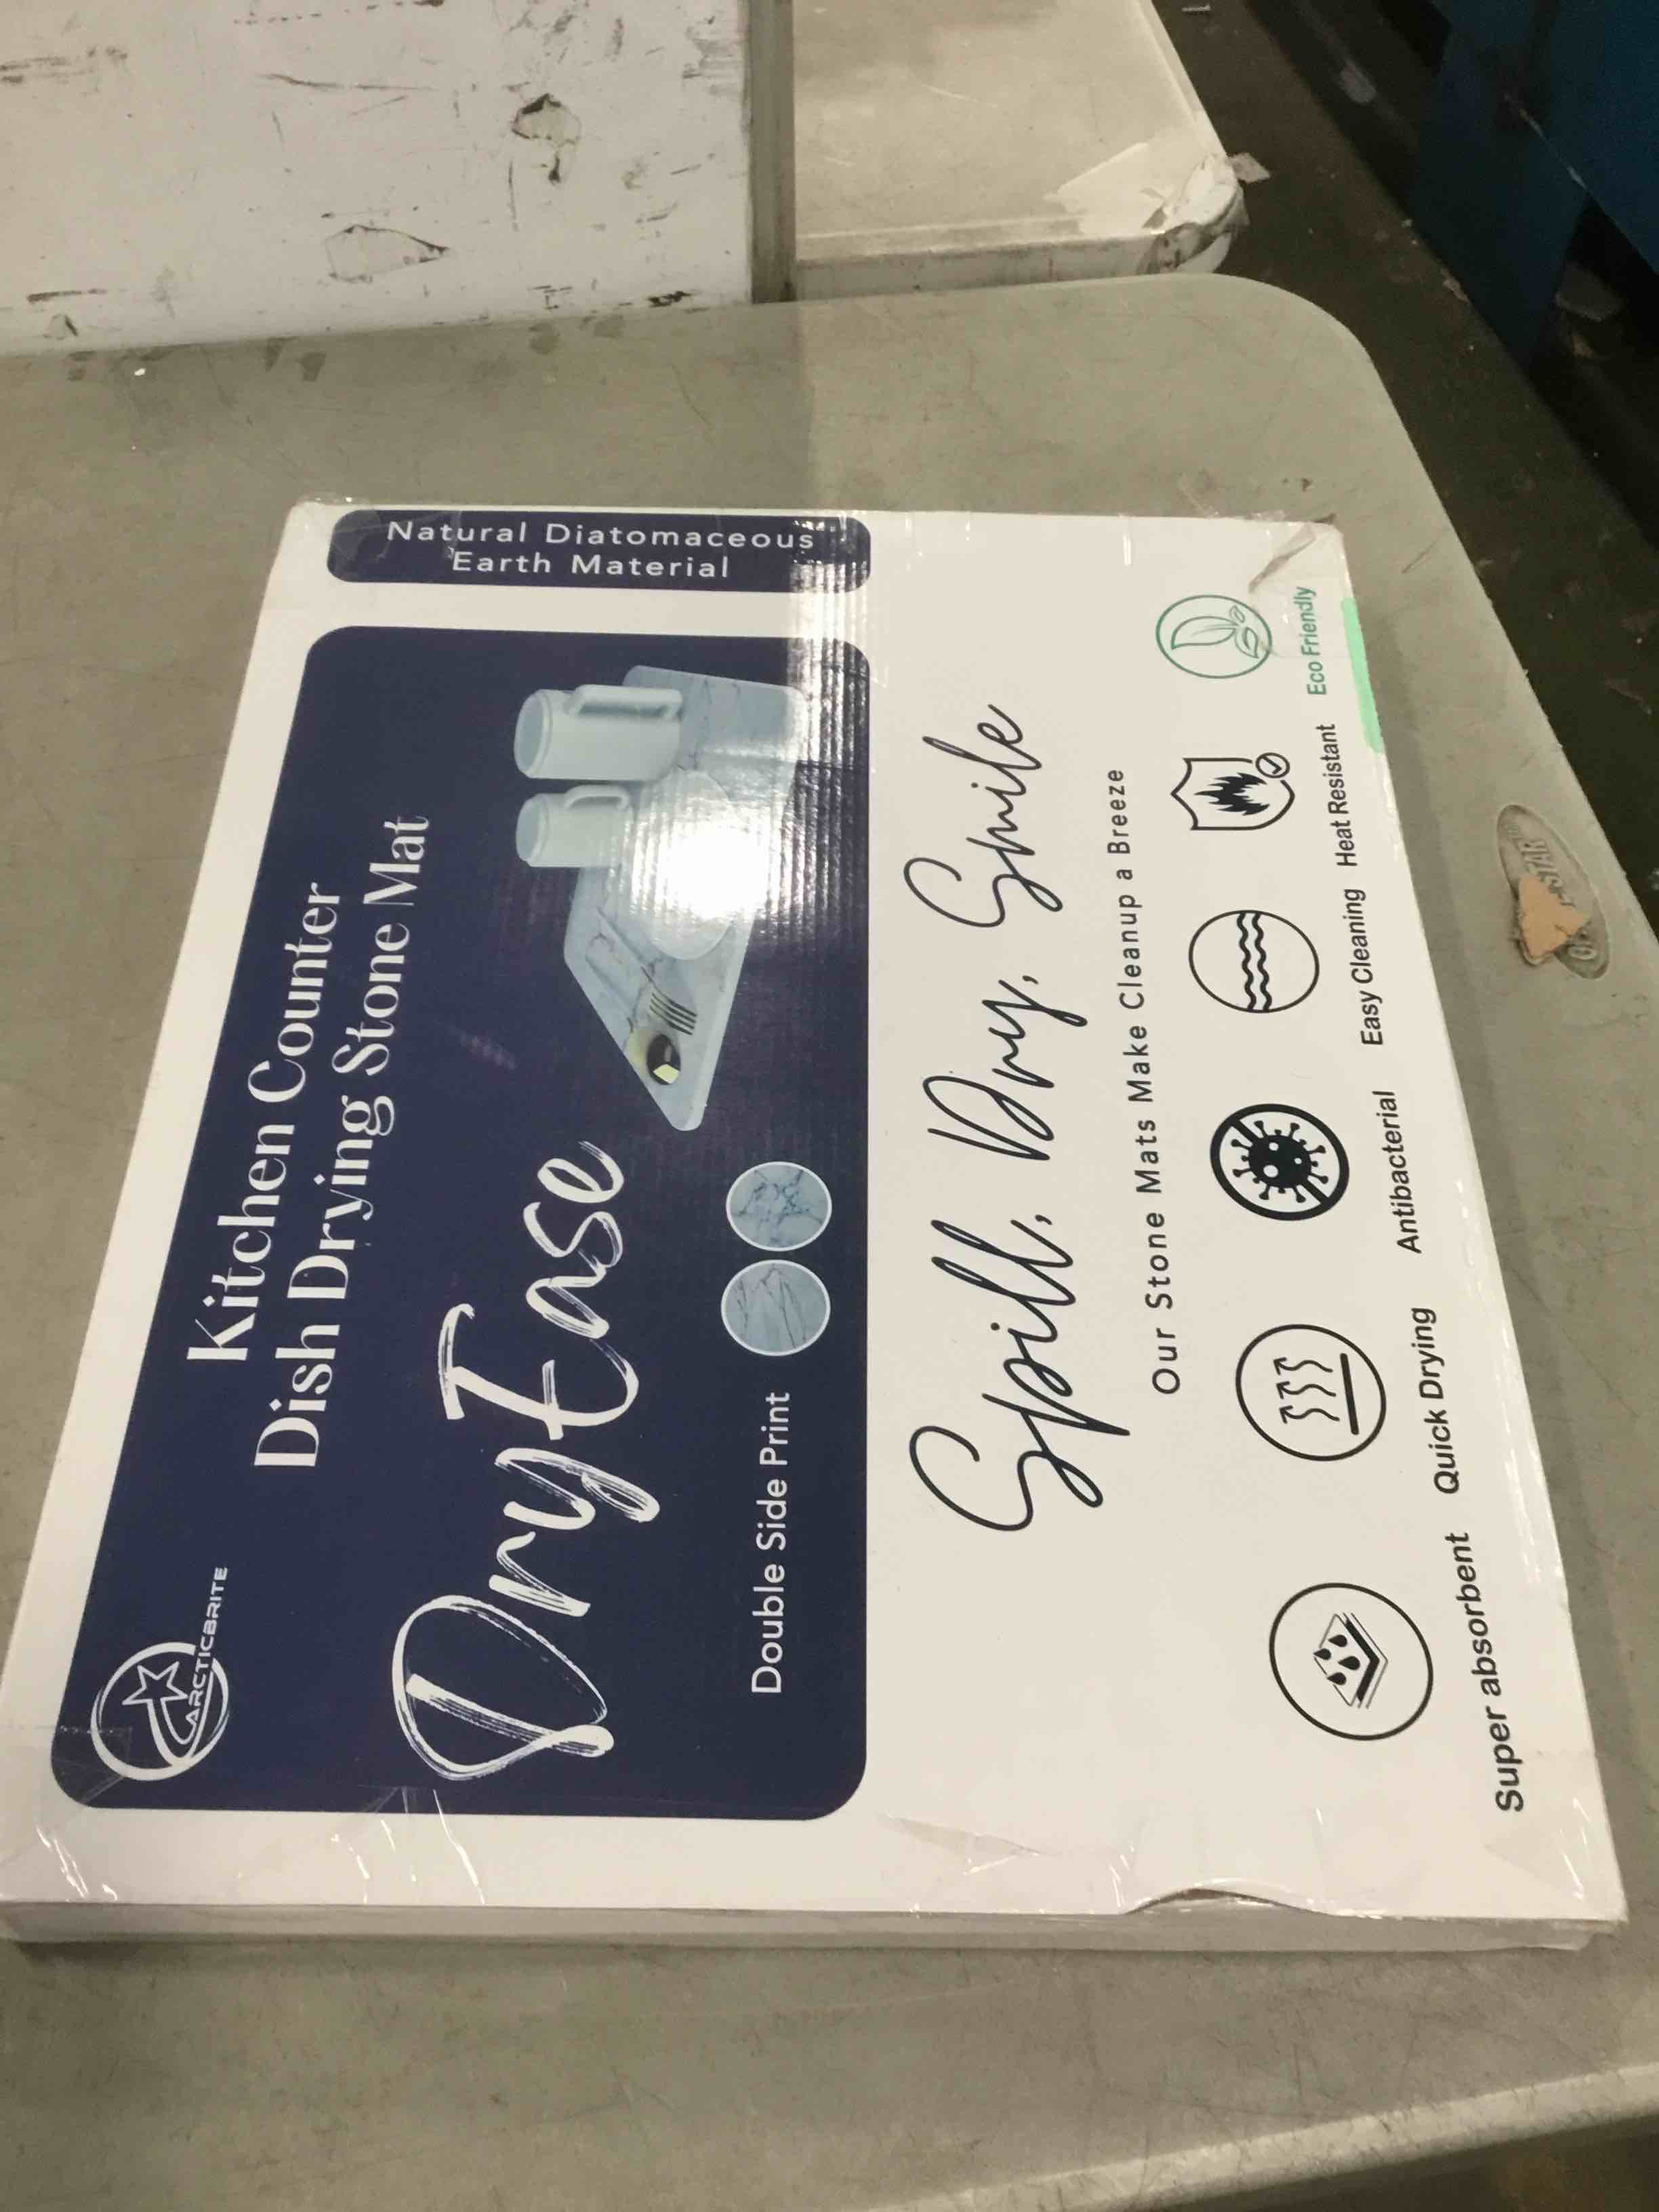 ARCTICBRITE
Kitchen Counter
Dish Drying Stone Mat
DryEase
Double Side Print
Natural Diatomaceous
Earth Material
Spill, Dry, Smile
Our Stone Mats Make Cleanup a Breeze
Super absorbent
Quick Drying
Antibacterial
Easy Cleaning
Heat Resistant
Eco Friendly